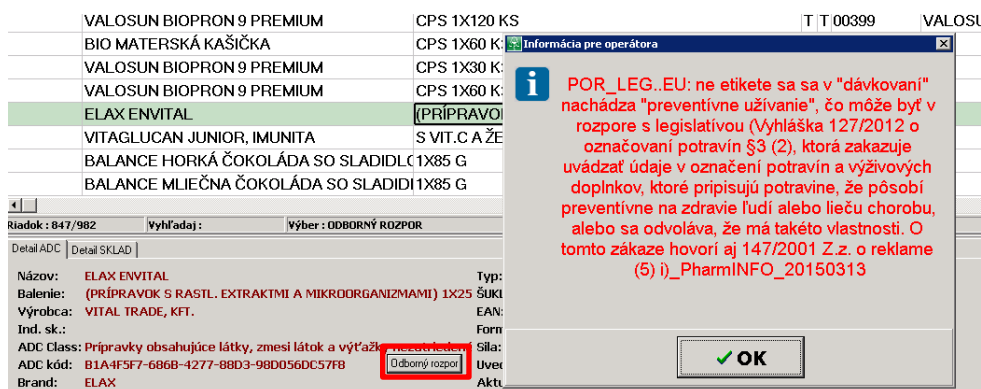 VALOSUN BIOPRON 9 PREMIUM CPS 1X120 KS T T 00399 VALOSU
BIO MATERSKÁ KAŠIČKA CPS 1X60 K
VALOSUN BIOPRON 9 PREMIUM CPS 1X30 K
VALOSUN BIOPRON 9 PREMIUM CPS 1X60 K
ELAX ENVITAL (PRÍPRAVO
VITAGLUCAN JUNIOR, IMUNITA S VIT.C A ŽE
BALANCE HORKÁ ČOKOLÁDA SO SLADIDLO 1X85 G
BALANCE MLIEČNA ČOKOLÁDA SO SLADIDI 1X85 G
Riadok : 847/982 Vyhľadaj : Výber : ODBORNÝ ROZPOR
Detail ADC Detail SKLAD
Názov: ELAX ENVITAL Typ:
Balenie: (PRÍPRAVOK S RASTL. EXTRAKTMI A MIKROORGANIZMAMI) 1X25 ŠUKL
Výrobca: VITAL TRADE, KFT. EAN:
Ind. sk.: Form
ADC Class: Prípravky obsahujúce látky, zmesi látok a výťažky nezatriedené Sila:
ADC kód: B1A4F5F7-686B-4277-88D3-98D056DC57F8 Odborný rozpor Uved
Brand: ELAX Aktu
Informácia pre operátora
POR_LEG..EU: ne etikete sa sa v "dávkovaní"
nachádza "preventívne užívanie", čo môže byť v
rozpore s legislatívou (Vyhláška 127/2012 o
označovaní potravín §3 (2), ktorá zakazuje
uvádzať údaje v označení potravín a výživových
doplnkov, ktoré pripisujú potravine, že pôsobí
preventívne na zdravie ľudí alebo lieču chorobu,
alebo sa odvoláva, že má takéto vlastnosti. O
tomto zákaze hovorí aj 147/2001 Z.z. o reklame
(5) i)_PharmINFO_20150313
OK